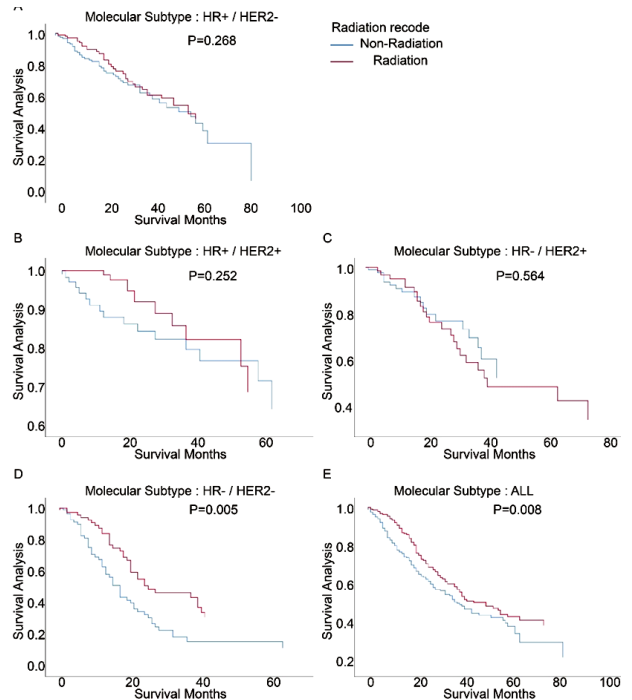 A
Molecular Subtype : HR+ / HER2-
P=0.268
Radiation recode
Non-Radiation
Radiation
Survival Analysis
1.0
0.8
0.6
0.4
0.2
0.0
0 20 40 60 80 100
Survival Months
B
Molecular Subtype : HR+ / HER2+
P=0.252
Survival Analysis
1.0
0.9
0.8
0.7
0.6
0 20 40 60
Survival Months
C
Molecular Subtype : HR- / HER2+
P=0.564
Survival Analysis
1.0
0.8
0.6
0.4
0 20 40 60 80
Survival Months
D
Molecular Subtype : HR- / HER2-
P=0.005
Survival Analysis
1.0
0.8
0.6
0.4
0.2
0.0
0 20 40 60
Survival Months
E
Molecular Subtype : ALL
P=0.008
Survival Analysis
1.0
0.8
0.6
0.4
0.2
0 20 40 60 80 100
Survival Months